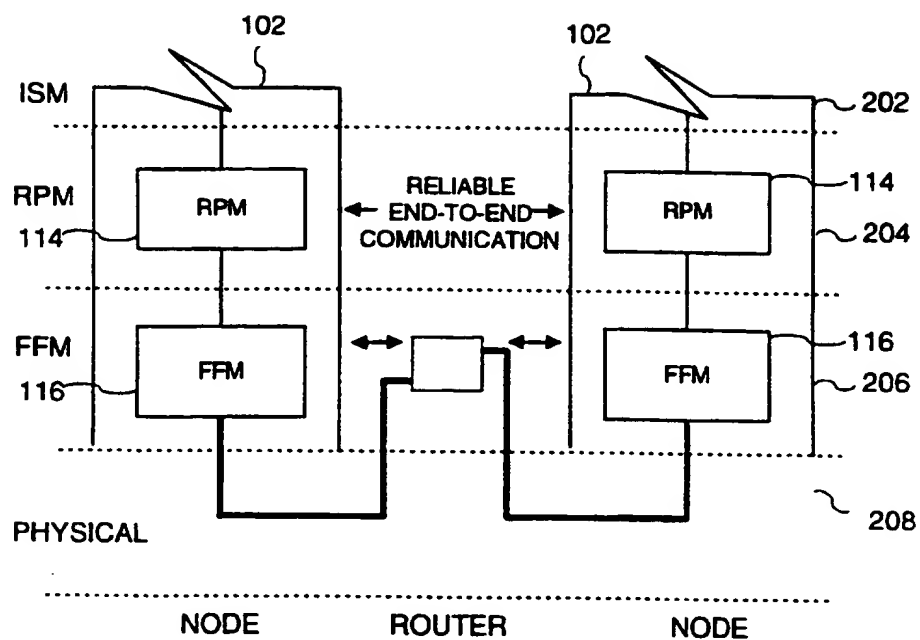 102
102
ISM
202
RPM
114
RPM
RELIABLE
END-TO-END
COMMUNICATION
RPM
114
204
FFM
116
FFM
FFM
116
206
PHYSICAL
208
NODE
ROUTER
NODE